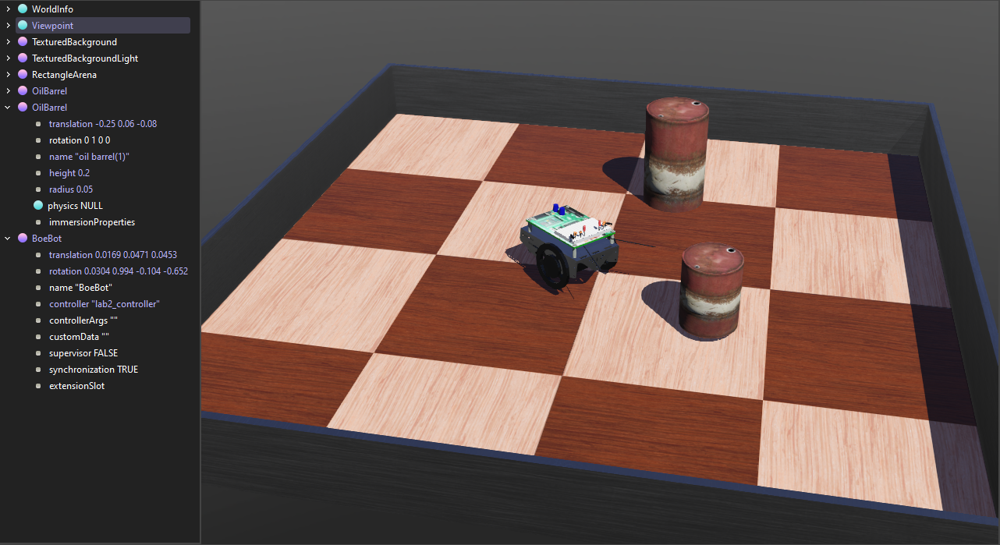 WorldInfo
Viewpoint
TexturedBackground
TexturedBackgroundLight
RectangleArena
OilBarrel
OilBarrel
translation -0.25 0.06 -0.08
rotation 0 1 0 0
name "oil barrel(1)"
height 0.2
radius 0.05
physics NULL
immersionProperties
BoeBot
translation 0.0169 0.0471 0.0453
rotation 0.0304 0.994 -0.104 -0.652
name "BoeBot"
controller "lab2_controller"
controllerArgs ""
customData ""
supervisor FALSE
synchronization TRUE
extensionSlot